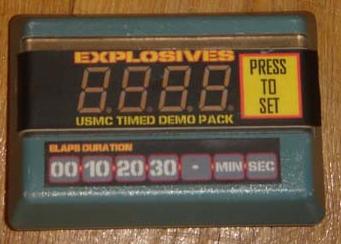 EXPLOSIVES
8.8.8.8
PRESS
TO
SET
USMC TIMED DEMO PACK
ELAPS DURATION
00 10 20 30 - MIN SEC